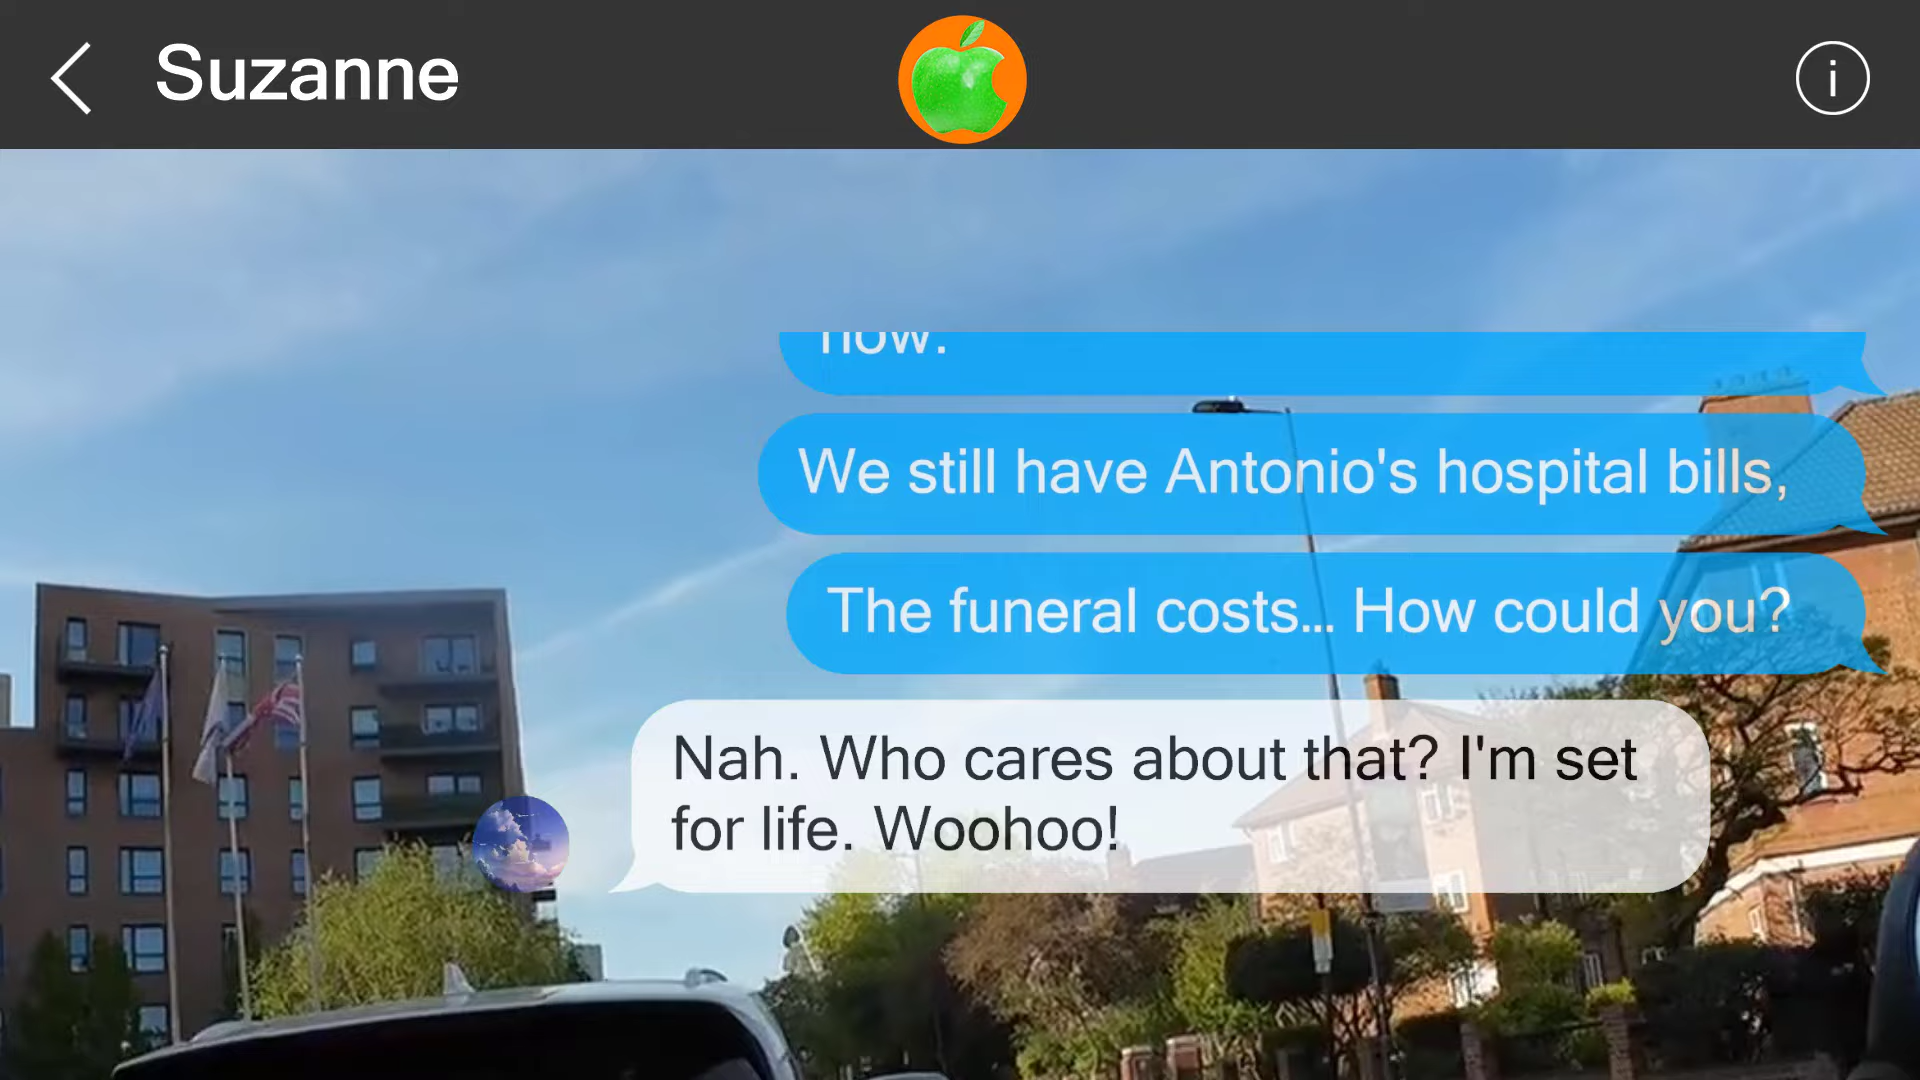 Suzanne
now.
We still have Antonio's hospital bills,
The funeral costs... How could you?
Nah. Who cares about that? I'm set
for life. Woohoo!